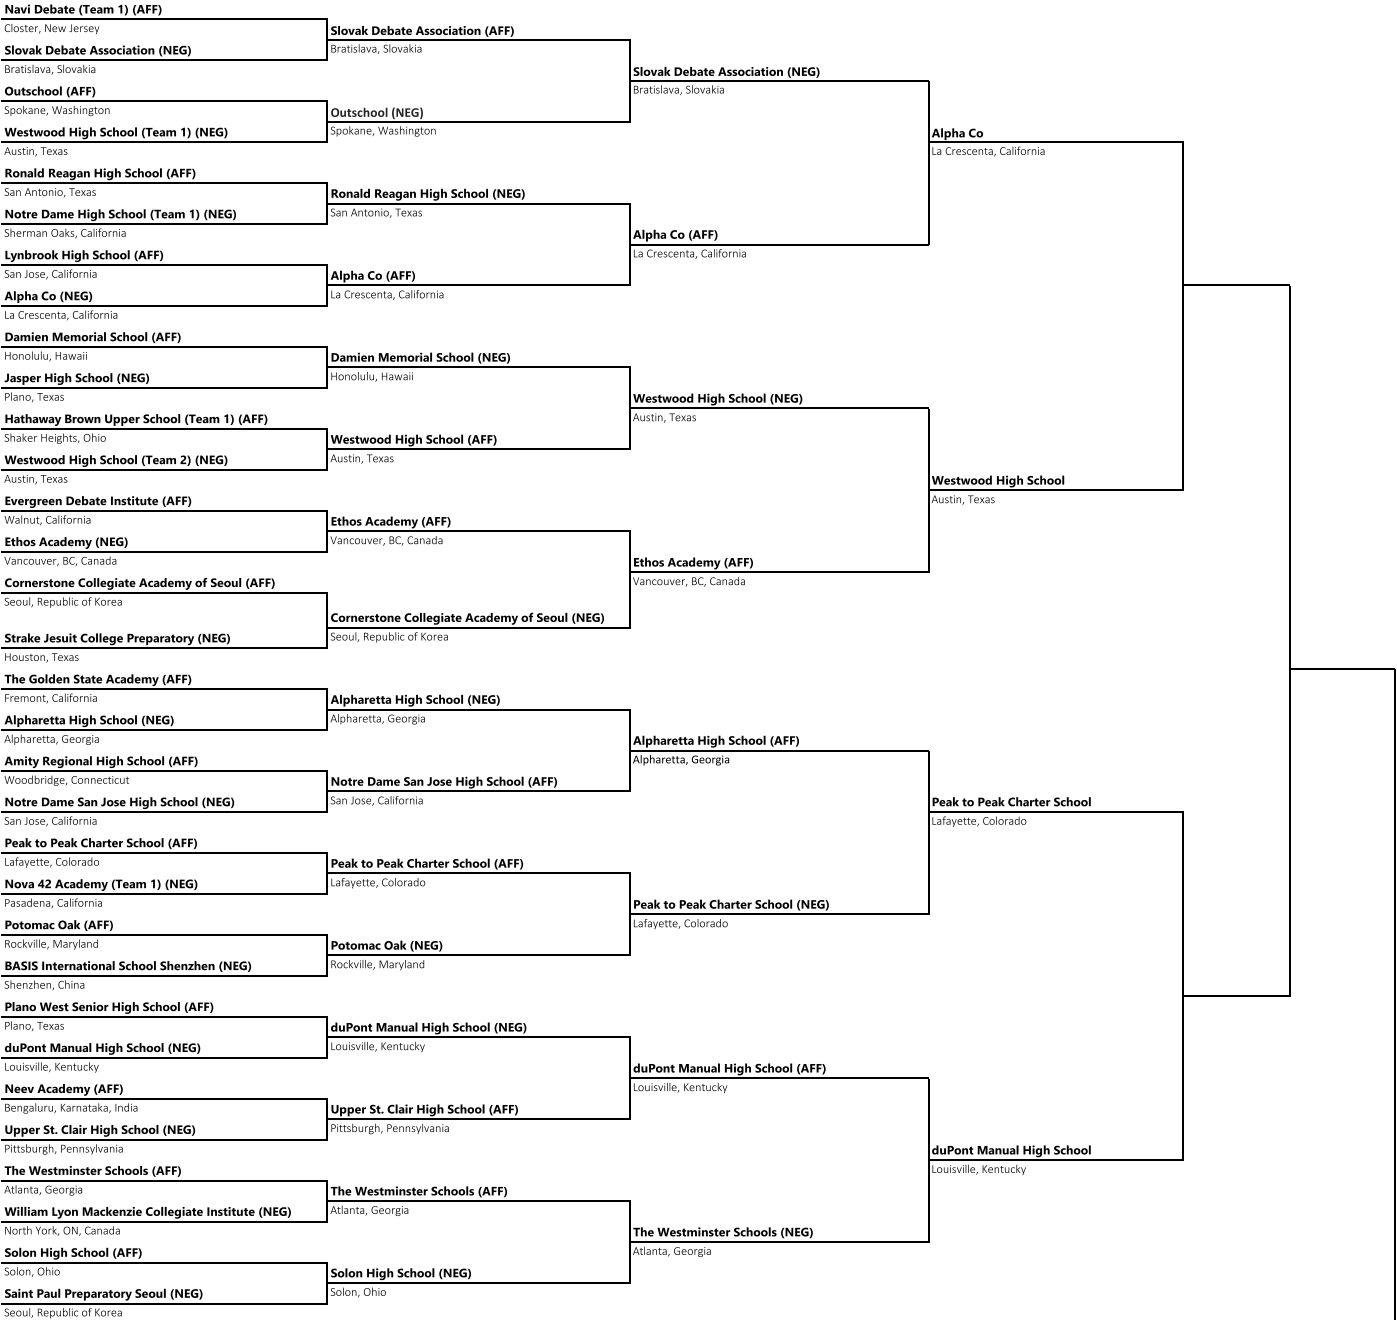 Navi Debate (Team 1) (AFF)
Closter, New Jersey
Slovak Debate Association (NEG)
Bratislava, Slovakia
Outschool (AFF)
Spokane, Washington
Westwood High School (Team 1) (NEG)
Austin, Texas
Ronald Reagan High School (AFF)
San Antonio, Texas
Notre Dame High School (Team 1) (NEG)
Sherman Oaks, California
Lynbrook High School (AFF)
San Jose, California
Alpha Co (NEG)
La Crescenta, California
Damien Memorial School (AFF)
Honolulu, Hawaii
Jasper High School (NEG)
Plano, Texas
Hathaway Brown Upper School (Team 1) (AFF)
Shaker Heights, Ohio
Westwood High School (Team 2) (NEG)
Austin, Texas
Evergreen Debate Institute (AFF)
Walnut, California
Ethos Academy (NEG)
Vancouver, BC, Canada
Cornerstone Collegiate Academy of Seoul (AFF)
Seoul, Republic of Korea
Strake Jesuit College Preparatory (NEG)
Houston, Texas
The Golden State Academy (AFF)
Fremont, California
Alpharetta High School (NEG)
Alpharetta, Georgia
Amity Regional High School (AFF)
Woodbridge, Connecticut
Notre Dame San Jose High School (NEG)
San Jose, California
Peak to Peak Charter School (AFF)
Lafayette, Colorado
Nova 42 Academy (Team 1) (NEG)
Pasadena, California
Potomac Oak (AFF)
Rockville, Maryland
BASIS International School Shenzhen (NEG)
Shenzhen, China
Plano West Senior High School (AFF)
Plano, Texas
duPont Manual High School (NEG)
Louisville, Kentucky
Neev Academy (AFF)
Bengaluru, Karnataka, India
Upper St. Clair High School (NEG)
Pittsburgh, Pennsylvania
The Westminster Schools (AFF)
Atlanta, Georgia
William Lyon Mackenzie Collegiate Institute (NEG)
North York, ON, Canada
Solon High School (AFF)
Solon, Ohio
Saint Paul Preparatory Seoul (NEG)
Seoul, Republic of Korea
Slovak Debate Association (AFF)
Bratislava, Slovakia
Outschool (NEG)
Spokane, Washington
Ronald Reagan High School (NEG)
San Antonio, Texas
Alpha Co (AFF)
La Crescenta, California
Damien Memorial School (NEG)
Honolulu, Hawaii
Westwood High School (AFF)
Austin, Texas
Ethos Academy (AFF)
Vancouver, BC, Canada
Cornerstone Collegiate Academy of Seoul (NEG)
Seoul, Republic of Korea
Alpharetta High School (NEG)
Alpharetta, Georgia
Notre Dame San Jose High School (AFF)
San Jose, California
Peak to Peak Charter School (AFF)
Lafayette, Colorado
Potomac Oak (NEG)
Rockville, Maryland
duPont Manual High School (NEG)
Louisville, Kentucky
Upper St. Clair High School (AFF)
Pittsburgh, Pennsylvania
The Westminster Schools (AFF)
Atlanta, Georgia
Solon High School (NEG)
Solon, Ohio
Slovak Debate Association (NEG)
Bratislava, Slovakia
Alpha Co (AFF)
La Crescenta, California
Westwood High School (NEG)
Austin, Texas
Ethos Academy (AFF)
Vancouver, BC, Canada
Alpharetta High School (AFF)
Alpharetta, Georgia
Peak to Peak Charter School (NEG)
Lafayette, Colorado
duPont Manual High School (AFF)
Louisville, Kentucky
The Westminster Schools (NEG)
Atlanta, Georgia
Alpha Co
La Crescenta, California
Westwood High School
Austin, Texas
Peak to Peak Charter School
Lafayette, Colorado
duPont Manual High School
Louisville, Kentucky